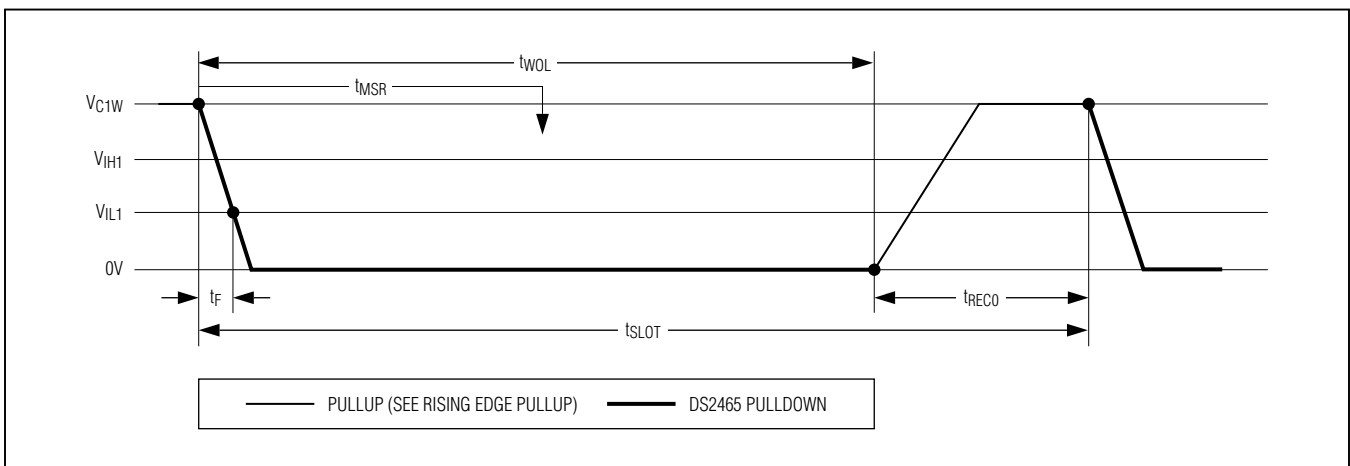 tWOL
tMSR
VC1W
VIH1
VIL1
0V
tF
tREC0
tSLOT
PULLUP (SEE RISING EDGE PULLUP) DS2465 PULLDOWN